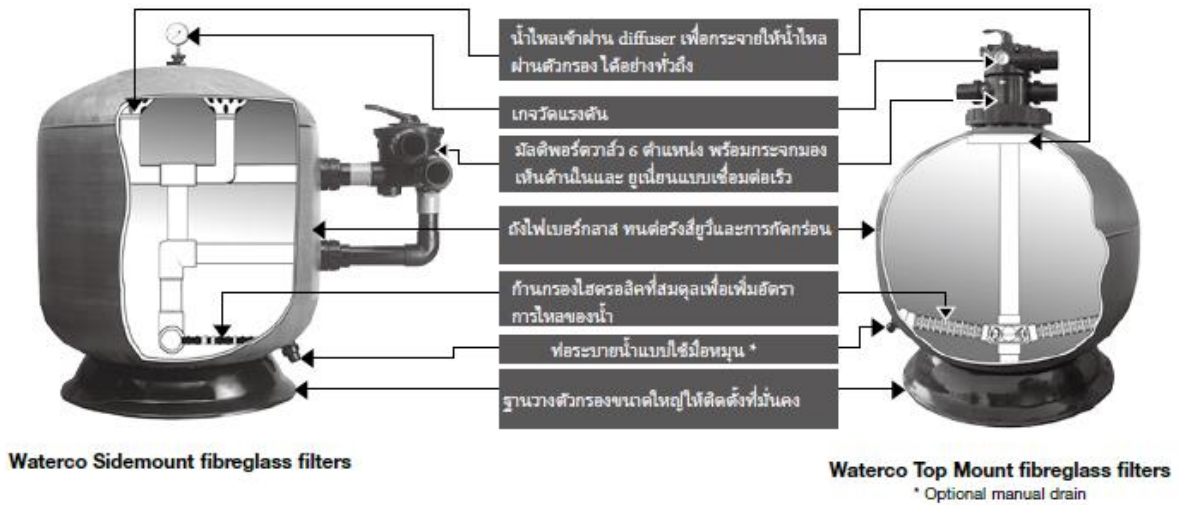 น้ำไหลเข้าผ่าน diffuser เพื่อกระจายให้น้ำไหล
ผ่านตัวกรองได้อย่างทั่วถึง
เกจวัดแรงดัน
มัลติพอร์ตวาล์ว 6 ตำแหน่ง พร้อมกระจกมอง
เห็นด้านในและ ยูเนี่ยนแบบเชื่อมต่อเร็ว
ถังไฟเบอร์กลาส ทนต่อรังสียูวีและการกัดกร่อน
ก้านกรองไฮดรอลิคที่สมดุลเพื่อเพิ่มอัตรา
การไหลของน้ำ
ท่อระบายน้ำแบบใช้มือหมุน *
ฐานวางตัวกรองขนาดใหญ่ให้ติดตั้งที่มั่นคง
Waterco Sidemount fibreglass filters
Waterco Top Mount fibreglass filters
* Optional manual drain